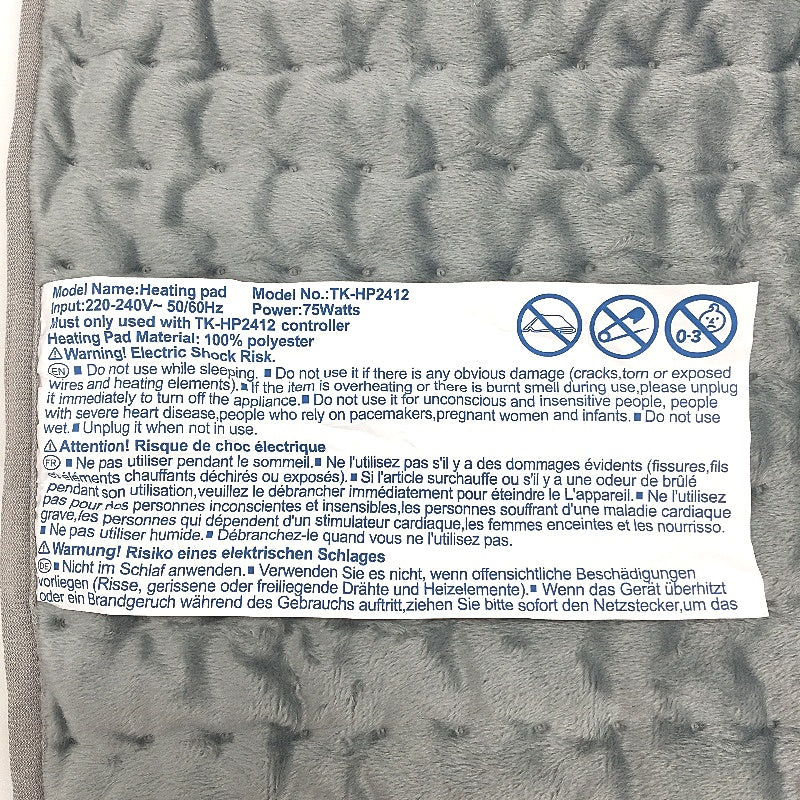 Model Name:Heating pad Model No.:TK-HP2412
Input:220-240V~ 50/60Hz Power:75Watts
Must only used with TK-HP2412 controller
Heating Pad Material: 100% polyester
⚠Warning! Electric Shock Risk.
EN ■ Do not use while sleeping. ■ Do not use it if there is any obvious damage (cracks,torn or exposed
wires and heating elements).■If the item is overheating or there is burnt smell during use,please unplug
it immediately to turn off the appliance.■ Do not use it for unconscious and insensitive people, people
with severe heart disease,people who rely on pacemakers,pregnant women and infants.■ Do not use
wet.■ Unplug it when not in use.
⚠Attention! Risque de choc électrique
FR ■ Ne pas utiliser pendant le sommeil.■ Ne l'utilisez pas s'il y a des dommages évidents (fissures,fils
éléments chauffants déchirés ou exposés).■ Si l'article surchauffe ou s'il y a une odeur de brûlé
pendant son utilisation,veuillez le débrancher immédiatement pour éteindre le L'appareil.■ Ne l'utilisez
pas pour des personnes inconscientes et insensibles,les personnes souffrant d'une maladie cardiaque
grave,les personnes qui dépendent d'un stimulateur cardiaque,les femmes enceintes et les nourrisso.
■ Ne pas utiliser humide.■ Débranchez-le quand vous ne l'utilisez pas.
⚠Warnung! Risiko eines elektrischen Schlages
DE ■ Nicht im Schlaf anwenden.■ Verwenden Sie es nicht, wenn offensichtliche Beschädigungen
vorliegen (Risse, gerissene oder freiliegende Drähte und Heizelemente).■ Wenn das Gerät überhitzt
oder ein Brandgeruch während des Gebrauchs auftritt,ziehen Sie bitte sofort den Netzstecker,um das
0-3